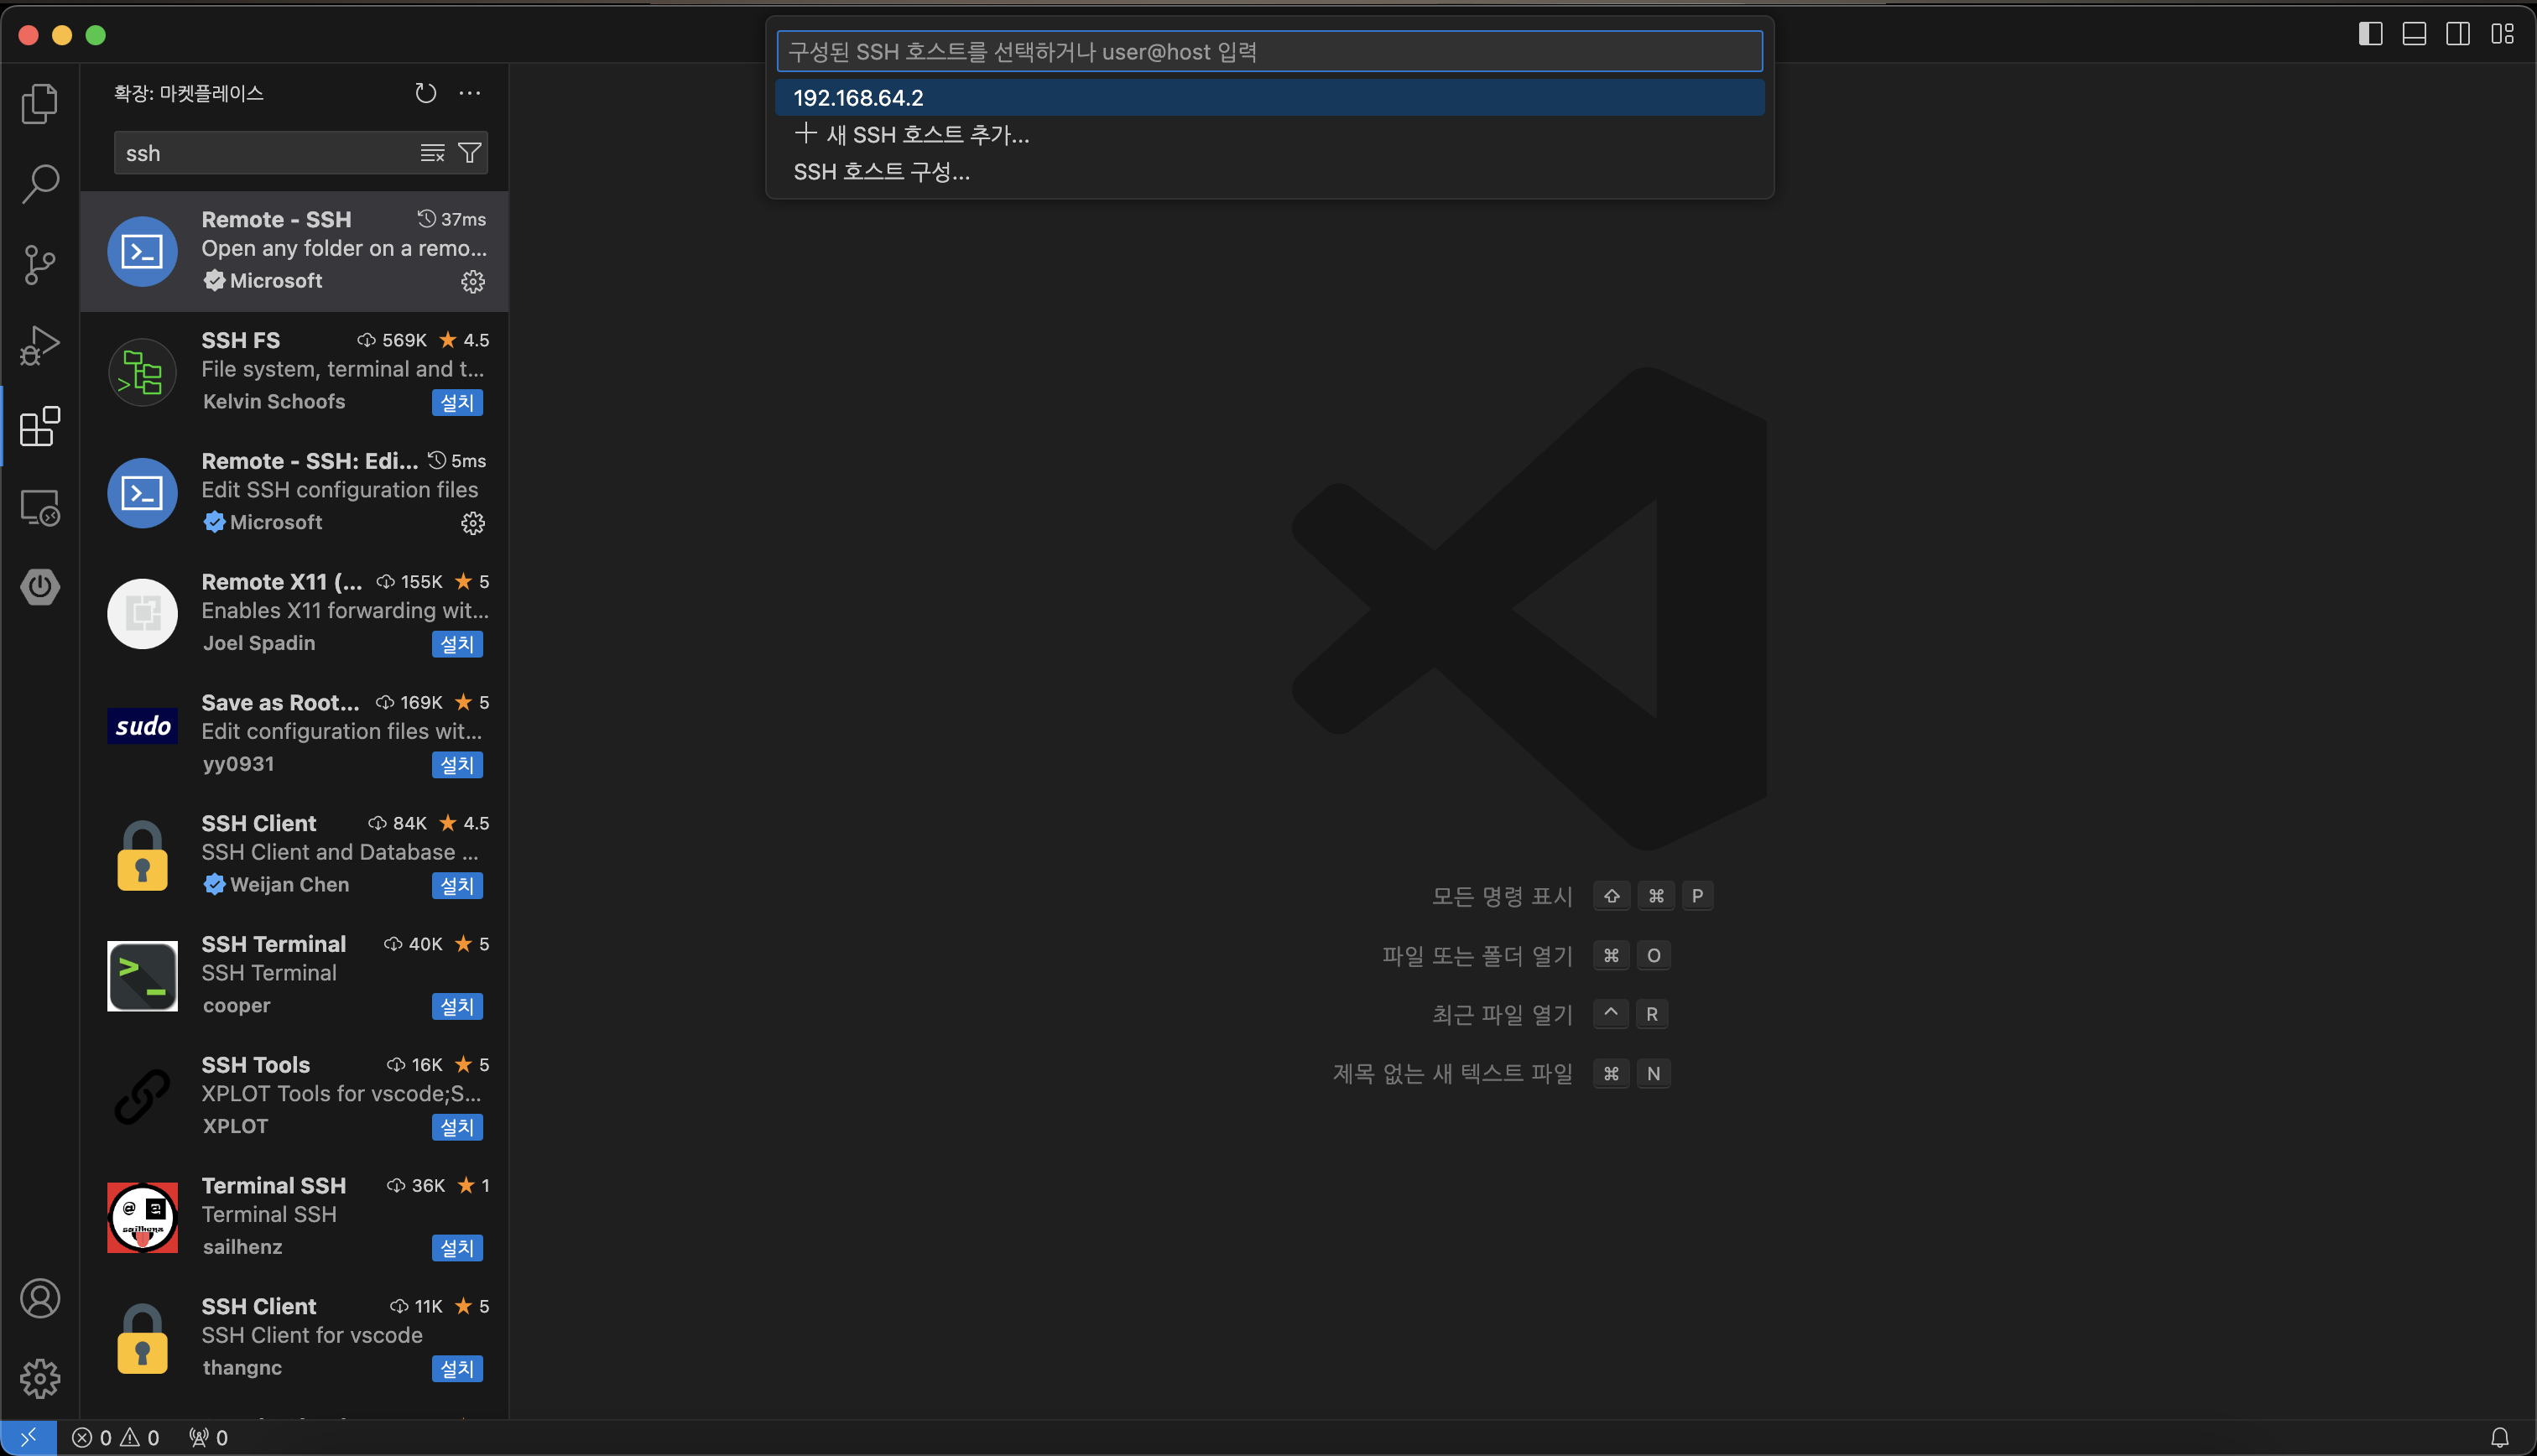 구성된 SSH 호스트를 선택하거나 user@host 입력
192.168.64.2
새 SSH 호스트 추가...
SSH 호스트 구성...
확장: 마켓플레이스
ssh
Remote - SSH 37ms
Open any folder on a remo...
Microsoft
SSH FS 569K 4.5
File system, terminal and t...
Kelvin Schoofs 설치
Remote - SSH: Edi... 5ms
Edit SSH configuration files
Microsoft
Remote X11 (... 155K 5
Enables X11 forwarding wit...
Joel Spadin 설치
sudo
Save as Root... 169K 5
Edit configuration files wit...
yy0931 설치
SSH Client 84K 4.5
SSH Client and Database ...
Weijan Chen 설치
SSH Terminal 40K 5
SSH Terminal
cooper 설치
SSH Tools 16K 5
XPLOT Tools for vscode;S...
XPLOT 설치
Terminal SSH 36K 1
Terminal SSH
sailhenz 설치
SSH Client 11K 5
SSH Client for vscode
thangnc 설치
모든 명령 표시 ⇧ ⌘ P
파일 또는 폴더 열기 ⌘ O
최근 파일 열기 ^ R
제목 없는 새 텍스트 파일 ⌘ N
0 0 0